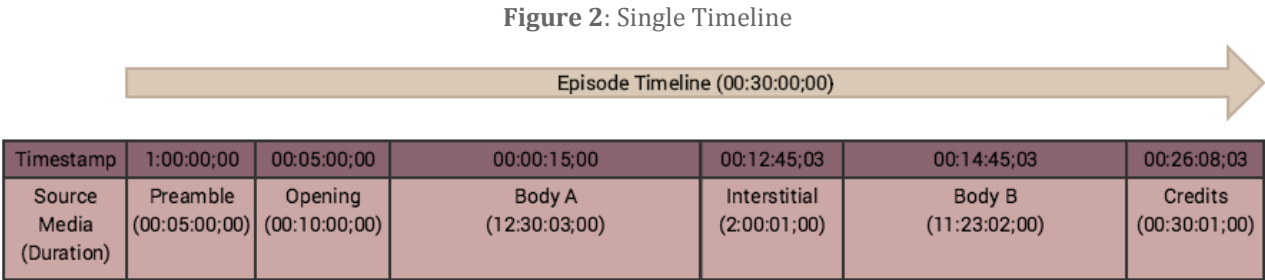 Figure 2: Single Timeline
Episode Timeline (00:30:00;00)
Timestamp 1:00:00;00 00:05:00;00 00:00:15;00 00:12:45;03 00:14:45;03 00:26:08;03
Source Preamble Opening Body A Interstitial Body B Credits
Media (00:05:00;00) (00:10:00;00) (12:30:03;00) (2:00:01;00) (11:23:02;00) (00:30:01;00)
(Duration)